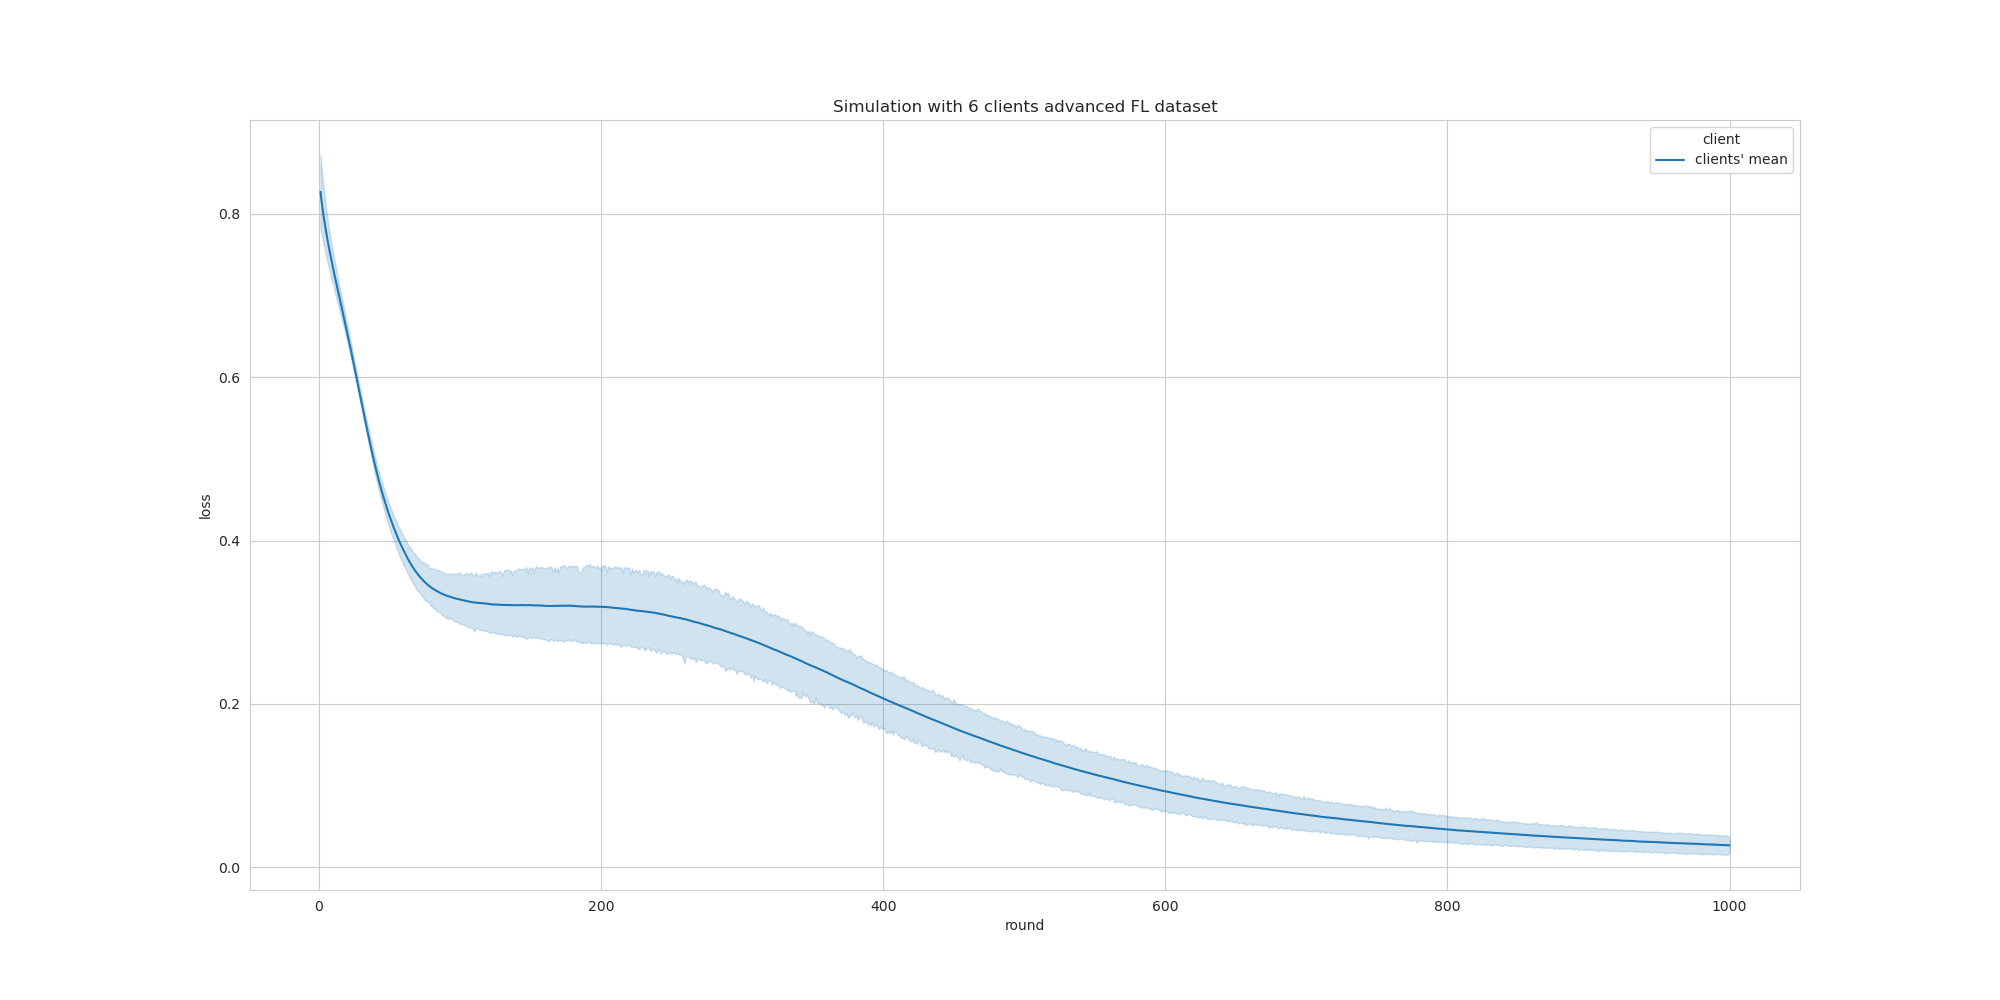 Simulation with 6 clients advanced FL dataset
client
clients' mean
loss
0.8
0.6
0.4
0.2
0.0
0 200 400 600 800 1000
round